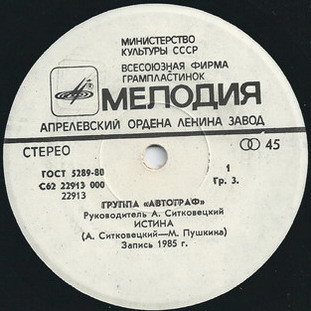 МИНИСТЕРСТВО
КУЛЬТУРЫ СССР
ВСЕСОЮЗНАЯ ФИРМА
ГРАМПЛАСТИНОК
МЕЛОДИЯ
АПРЕЛЕВСКИЙ ОРДЕНА ЛЕНИНА ЗАВОД
СТЕРЕО 45
ГОСТ 5289-80 1
С62 22913 000 Гр. 3.
22913
ГРУППА «АВТОГРАФ»
Руководитель А. Ситковецкий
ИСТИНА
(А. Ситковецкий—М. Пушкина)
Запись 1985 г.